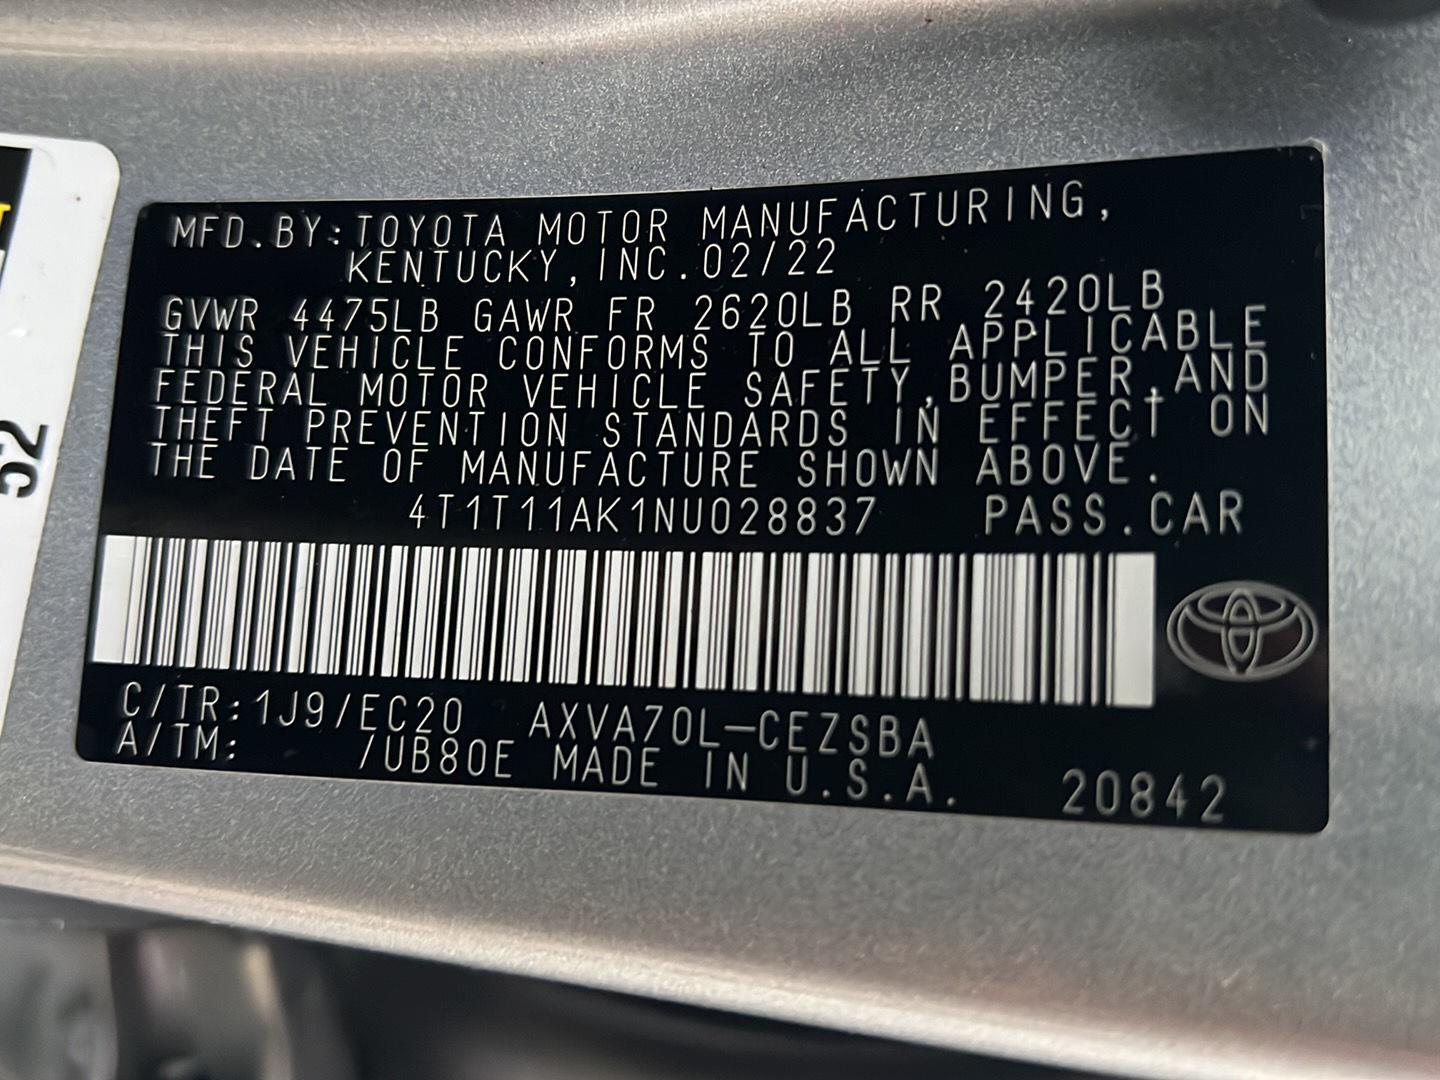 MFD.BY:TOYOTA MOTOR MANUFACTURING,
KENTUCKY,INC.02/22
GVWR 4475LB GAWR FR 2620LB RR 2420LB
THIS VEHICLE CONFORMS TO ALL APPLICABLE
FEDERAL MOTOR VEHICLE SAFETY,BUMPER,AND
THEFT PREVENTION STANDARDS IN EFFECT ON
THE DATE OF MANUFACTURE SHOWN ABOVE.
4T1T11AK1NU028837 PASS.CAR
C/TR:1J9/EC20 AXVA70L-CEZSBA
A/TM: /UB80E MADE IN U.S.A. 20842
52